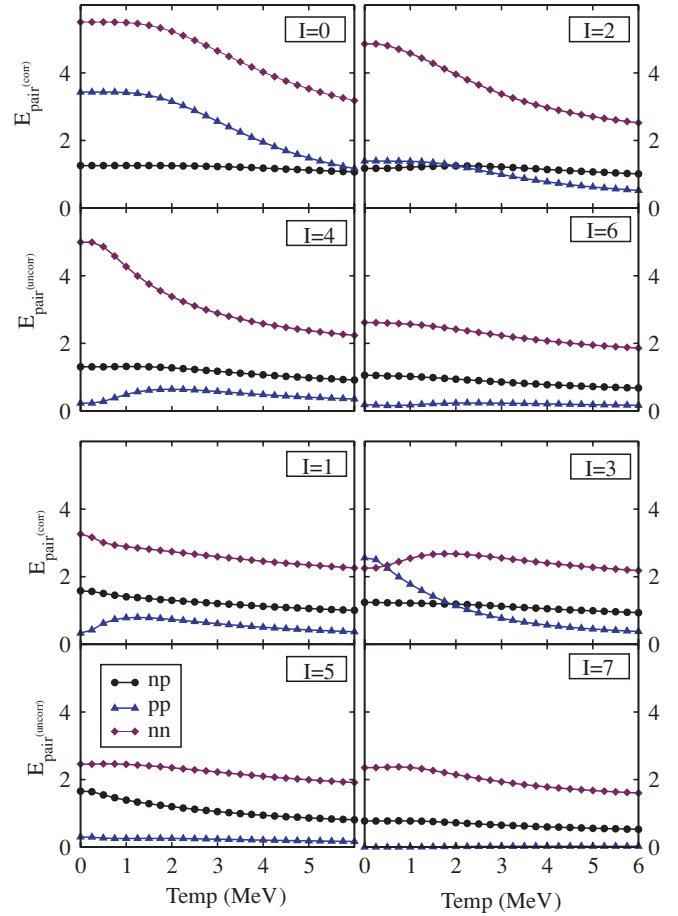 I=0
I=2
E_pair^(corr)
4
2
0
4
2
0
I=4
I=6
E_pair^(uncorr)
4
2
0
4
2
0
I=1
I=3
E_pair^(corr)
4
2
0
4
2
0
I=5
I=7
np
pp
nn
E_pair^(uncorr)
4
2
0
4
2
0
0 1 2 3 4 5
0 1 2 3 4 5 6
Temp (MeV)
Temp (MeV)